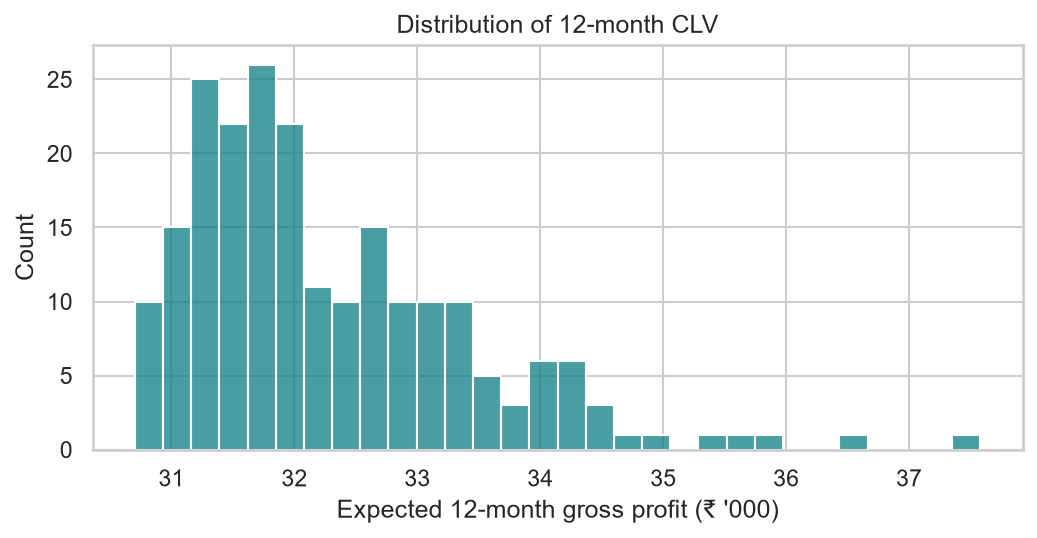 Distribution of 12-month CLV
Count
25
20
15
10
5
0
31 32 33 34 35 36 37
Expected 12-month gross profit (₹ '000)